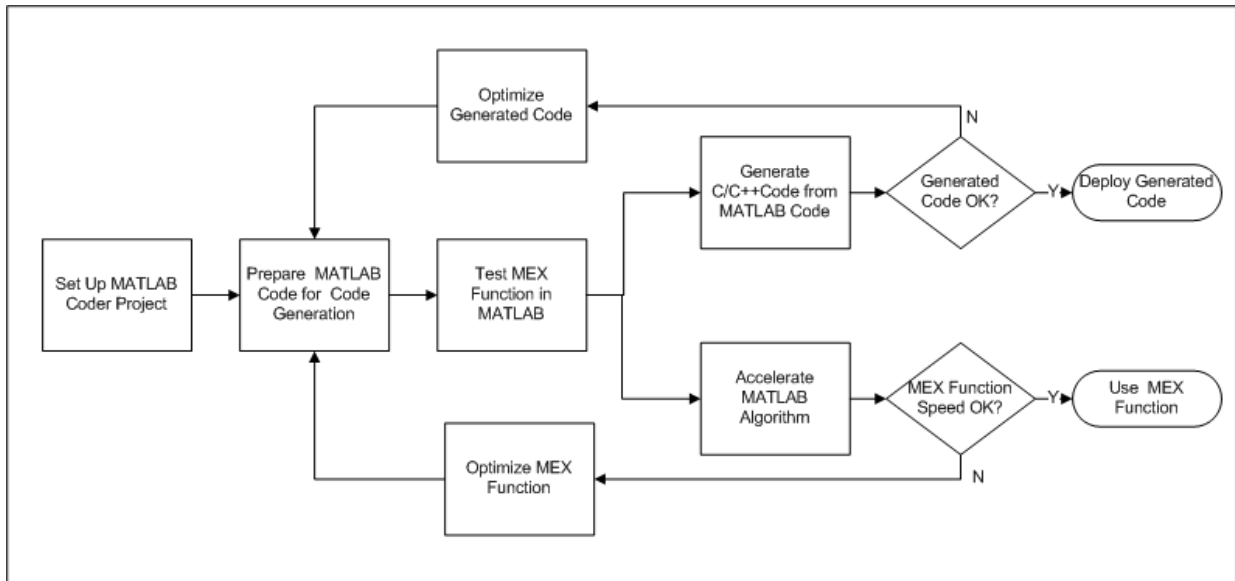 Optimize
Generated Code
N
Generate
C/C++Code from
MATLAB Code
Generated
Code OK?
Y
Deploy Generated
Code
Set Up MATLAB
Coder Project
Prepare MATLAB
Code for Code
Generation
Test MEX
Function in
MATLAB
Accelerate
MATLAB
Algorithm
MEX Function
Speed OK?
Y
Use MEX
Function
Optimize MEX
Function
N